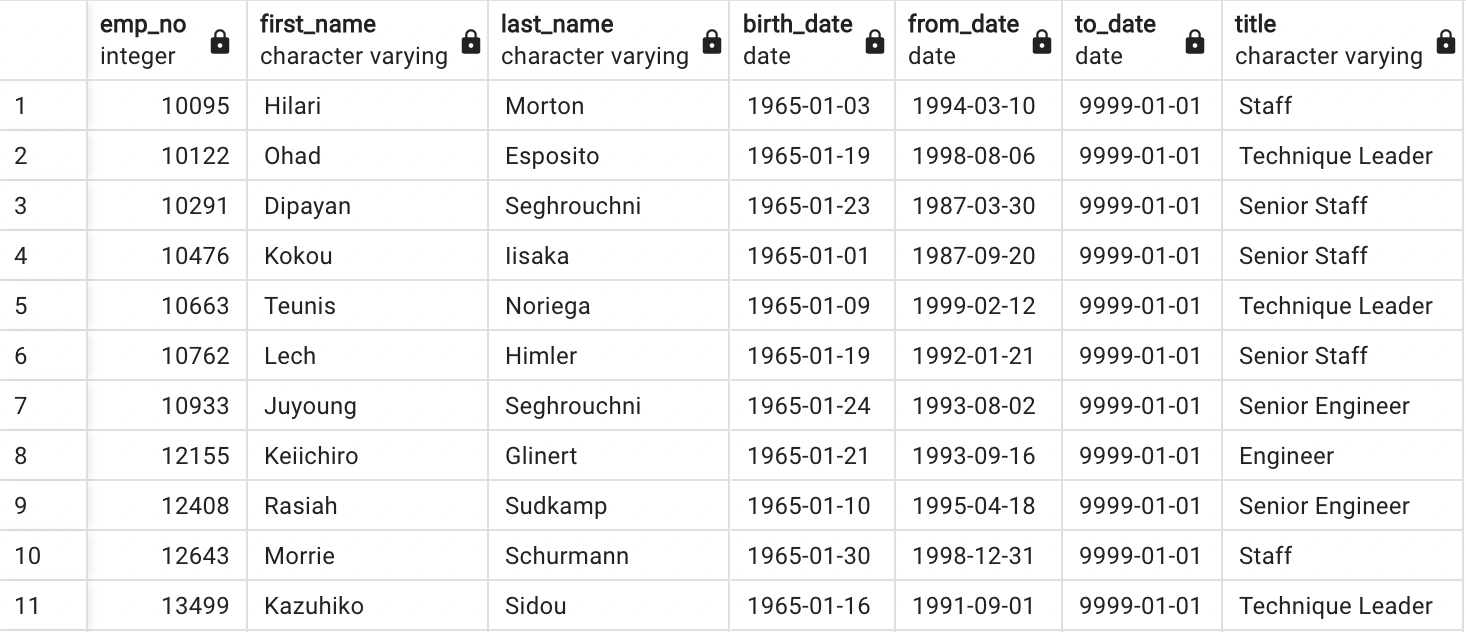 emp_no first_name last_name birth_date from_date to_date title
integer character varying character varying date date date character varying
1 10095 Hilari Morton 1965-01-03 1994-03-10 9999-01-01 Staff
2 10122 Ohad Esposito 1965-01-19 1998-08-06 9999-01-01 Technique Leader
3 10291 Dipayan Seghrouchni 1965-01-23 1987-03-30 9999-01-01 Senior Staff
4 10476 Kokou Iisaka 1965-01-01 1987-09-20 9999-01-01 Senior Staff
5 10663 Teunis Noriega 1965-01-09 1999-02-12 9999-01-01 Technique Leader
6 10762 Lech Himler 1965-01-19 1992-01-21 9999-01-01 Senior Staff
7 10933 Juyoung Seghrouchni 1965-01-24 1993-08-02 9999-01-01 Senior Engineer
8 12155 Keiichiro Glinert 1965-01-21 1993-09-16 9999-01-01 Engineer
9 12408 Rasiah Sudkamp 1965-01-10 1995-04-18 9999-01-01 Senior Engineer
10 12643 Morrie Schurmann 1965-01-30 1998-12-31 9999-01-01 Staff
11 13499 Kazuhiko Sidou 1965-01-16 1991-09-01 9999-01-01 Technique Leader